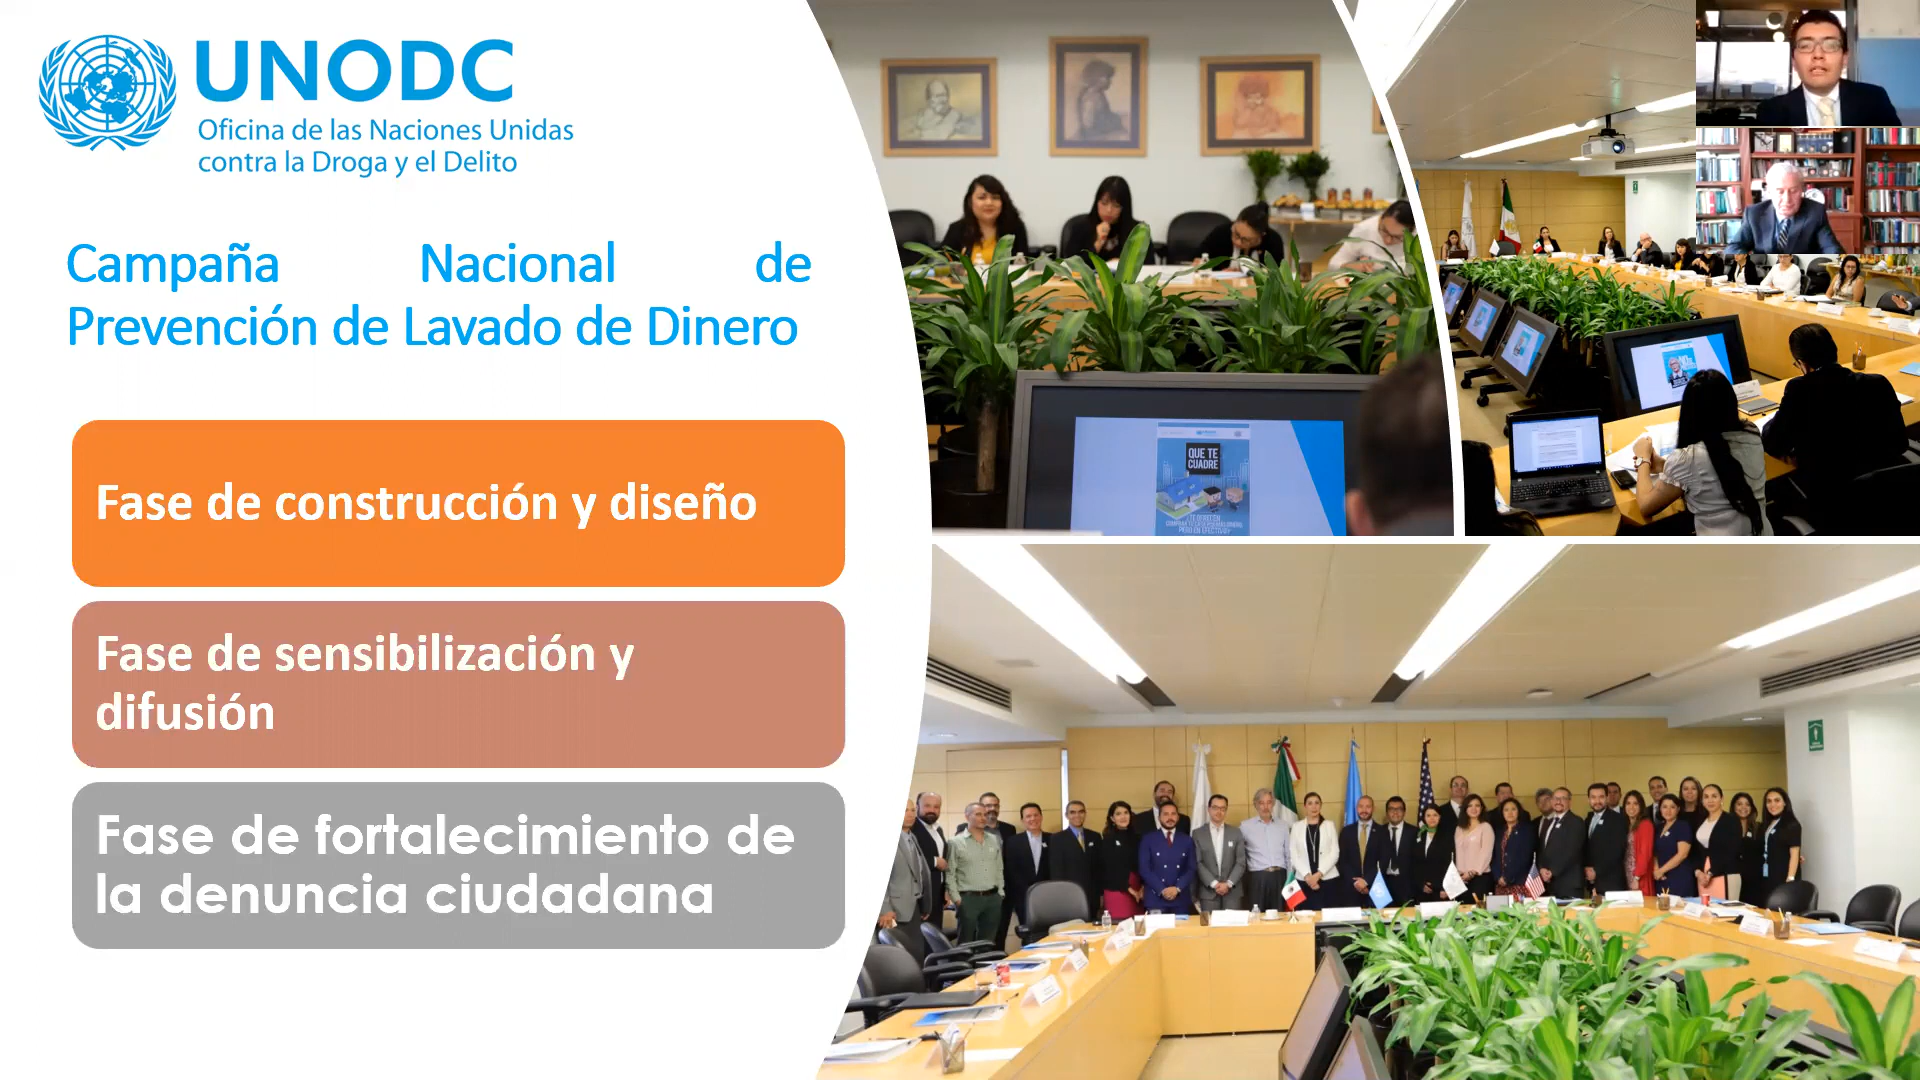 UNODC
Oficina de las Naciones Unidas
contra la Droga y el Delito
Campaña Nacional de
Prevención de Lavado de Dinero
Fase de construcción y diseño
Fase de sensibilización y
difusión
Fase de fortalecimiento de
la denuncia ciudadana
QUE TE
CUADRE